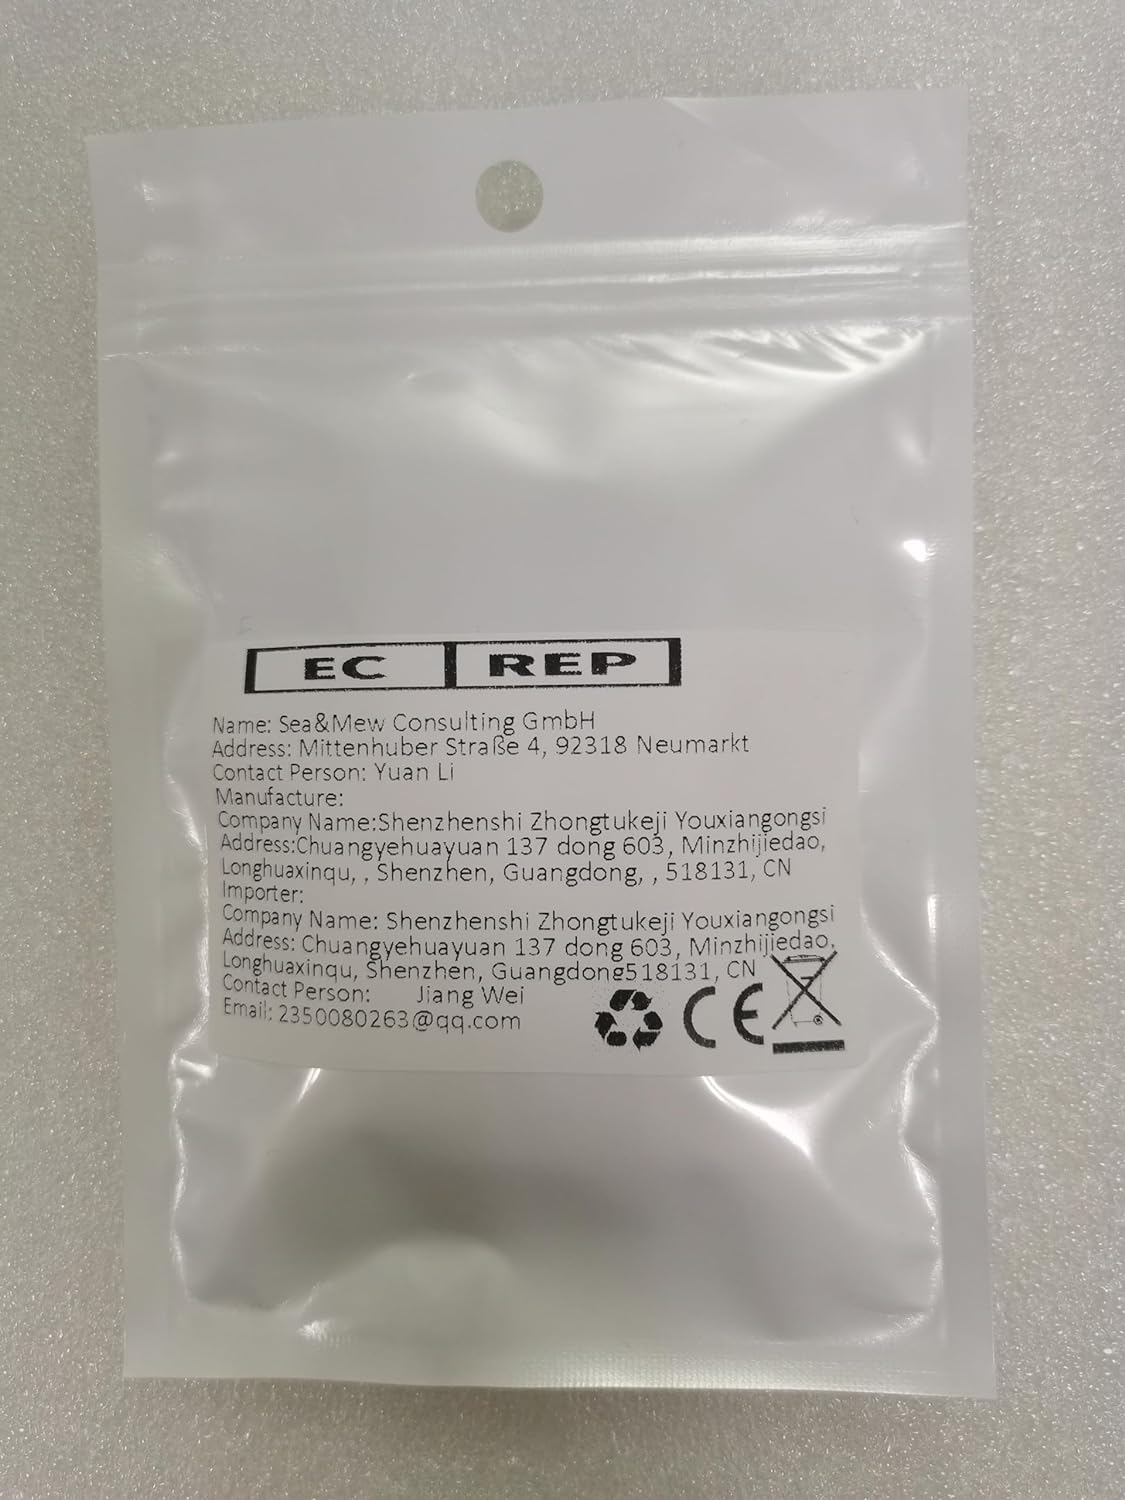 EC REP
Name: Sea&Mew Consulting GmbH
Address: Mittenhuber Straße 4, 92318 Neumarkt
Contact Person: Yuan Li
Manufacture:
Company Name:Shenzhenshi Zhongtukeji Youxiangongsi
Address:Chuangyehuayuan 137 dong 603, Minzhijiedao,
Longhuaxinqu, , Shenzhen, Guangdong, , 518131, CN
Importer:
Company Name: Shenzhenshi Zhongtukeji Youxiangongsi
Address: Chuangyehuayuan 137 dong 603, Minzhijiedao,
Longhuaxinqu, Shenzhen, Guangdong518131, CN
Contact Person: Jiang Wei
Email: 2350080263@qq.com
CE